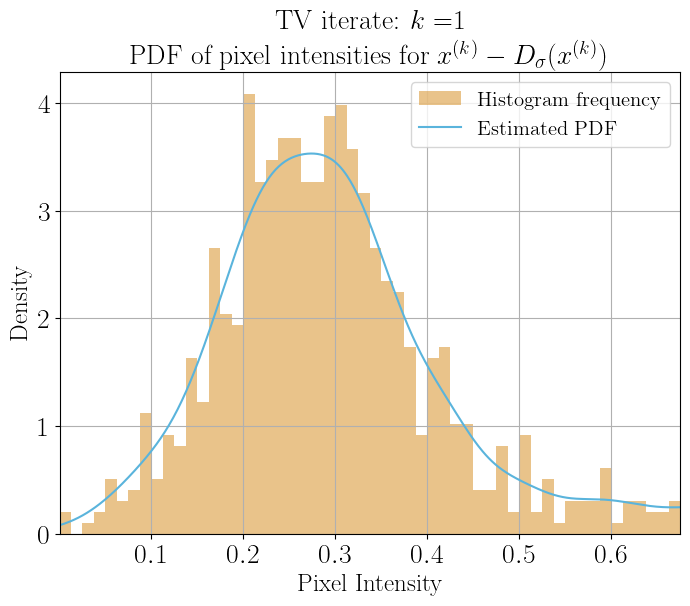 TV iterate: k =1
PDF of pixel intensities for x^{(k)} − D_σ(x^{(k)})
Histogram frequency
Estimated PDF
4
3
2
1
0
Density
0.1 0.2 0.3 0.4 0.5 0.6
Pixel Intensity